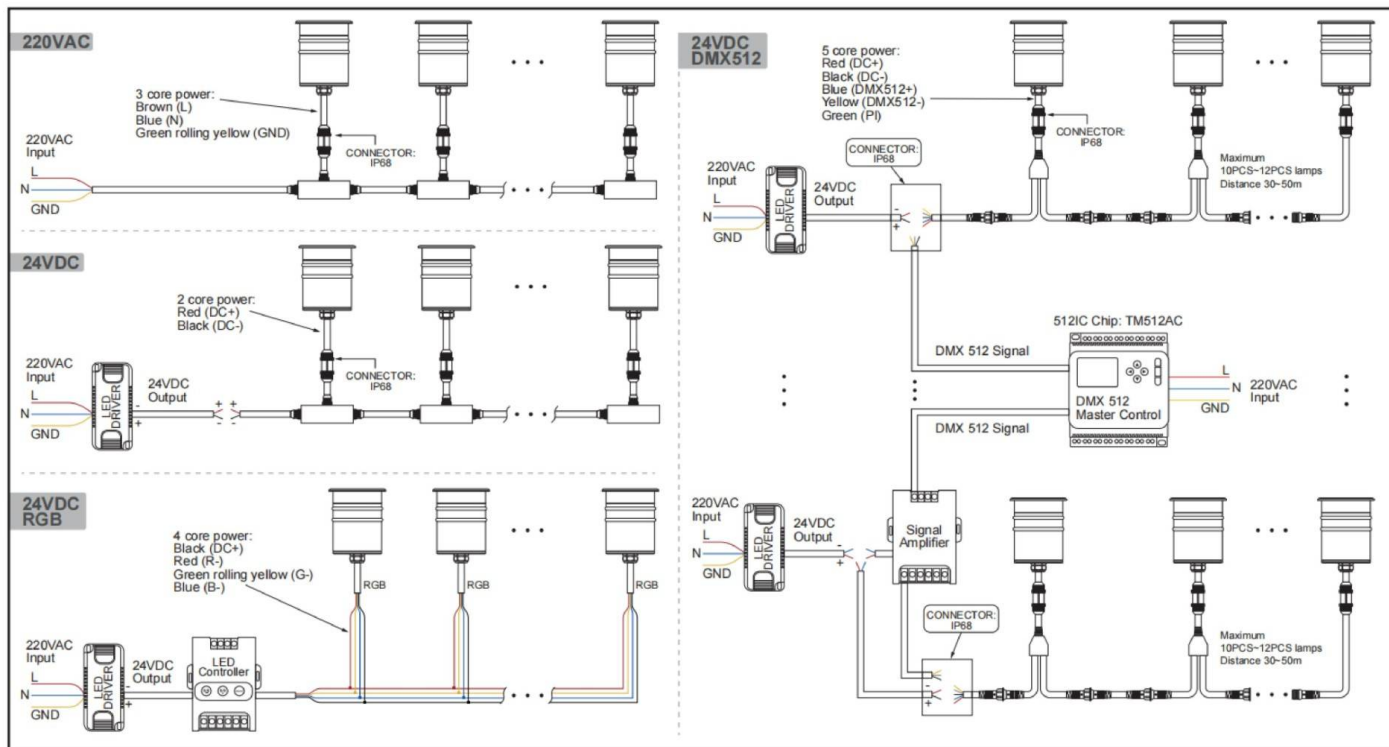 220VAC
3 core power:
Brown (L)
Blue (N)
Green rolling yellow (GND)
CONNECTOR:
IP68
220VAC
Input
L
N
GND
24VDC
2 core power:
Red (DC+)
Black (DC-)
CONNECTOR:
IP68
220VAC
Input
L
N
GND
LED
DRIVER
24VDC
Output
-
+
+ +
- -
24VDC
RGB
4 core power:
Black (DC+)
Red (R-)
Green rolling yellow (G-)
Blue (B-)
RGB
RGB
RGB
220VAC
Input
L
N
GND
LED
DRIVER
24VDC
Output
-
+
LED
Controller
24VDC
DMX512
5 core power:
Red (DC+)
Black (DC-)
Blue (DMX512+)
Yellow (DMX512-)
Green (PI)
CONNECTOR:
IP68
CONNECTOR:
IP68
220VAC
Input
L
N
GND
LED
DRIVER
24VDC
Output
-
+
Maximum
10PCS~12PCS lamps
Distance 30~50m
512IC Chip: TM512AC
DMX 512 Signal
DMX 512
Master Control
L
N
GND
220VAC
Input
DMX 512 Signal
220VAC
Input
L
N
GND
LED
DRIVER
24VDC
Output
-
+
Signal
Amplifier
CONNECTOR:
IP68
-
+
Maximum
10PCS~12PCS lamps
Distance 30~50m